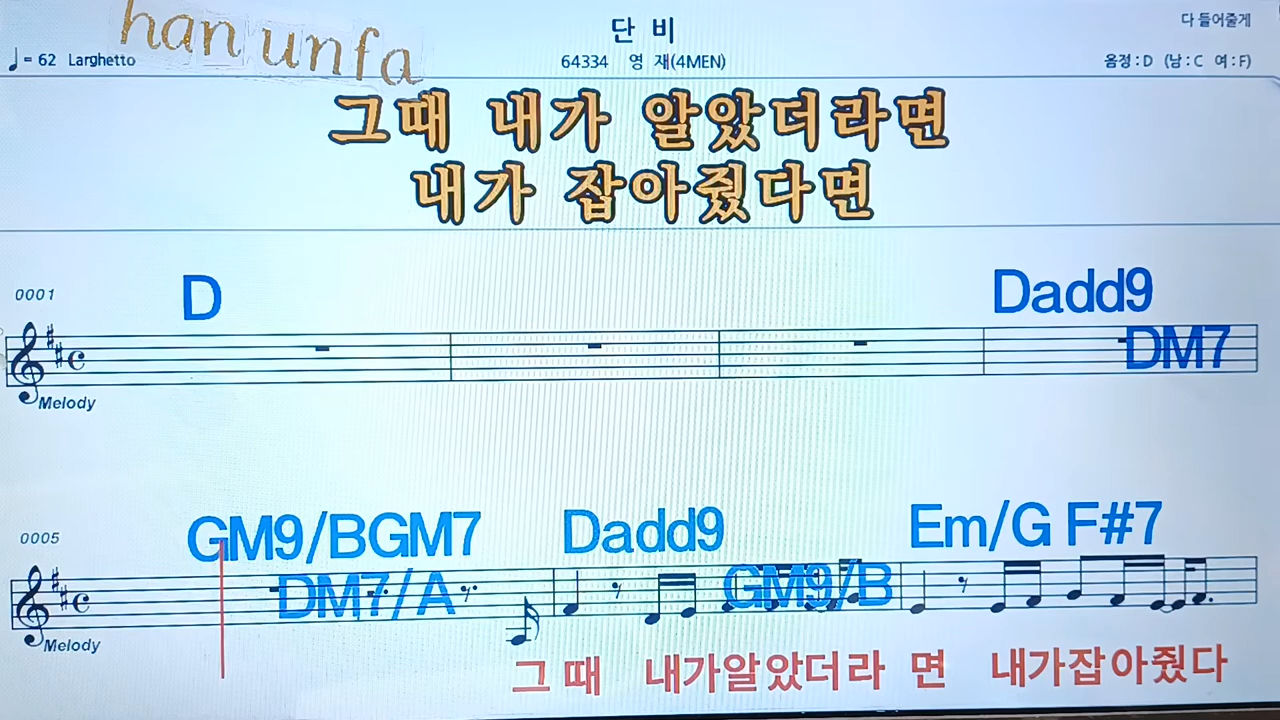 han unfa
단 비
다 들어줄게
♩= 62 Larghetto
64334 영 재(4MEN)
음정:D (남:C 여:F)
그때 내가 알았더라면
내가 잡아줬다면
0001
D
Dadd9
DM7
Melody
0005
GM9/BGM7
Dadd9
Em/G F#7
DM7/A
GM9/B
Melody
그 때 내가알았더라 면 내가잡아줬다